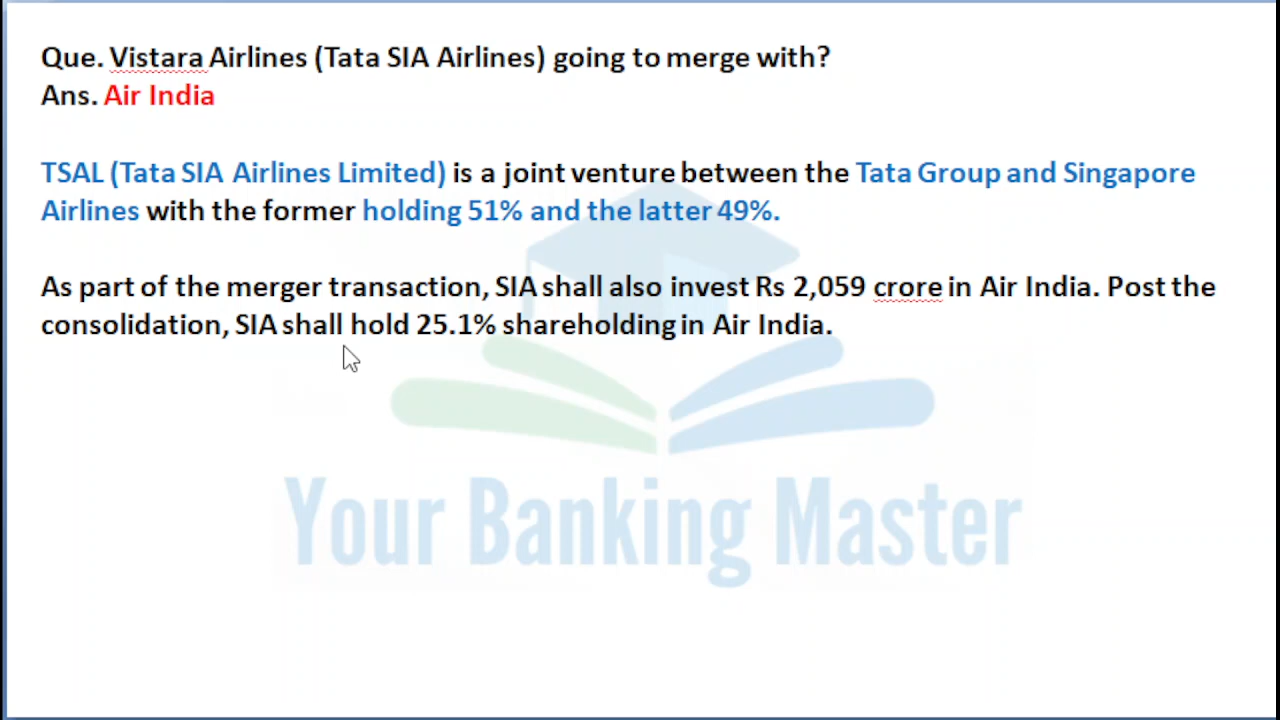 Que. Vistara Airlines (Tata SIA Airlines) going to merge with?
Ans. Air India
TSAL (Tata SIA Airlines Limited) is a joint venture between the Tata Group and Singapore
Airlines with the former holding 51% and the latter 49%.
As part of the merger transaction, SIA shall also invest Rs 2,059 crore in Air India. Post the
consolidation, SIA shall hold 25.1% shareholding in Air India.
Your Banking Master